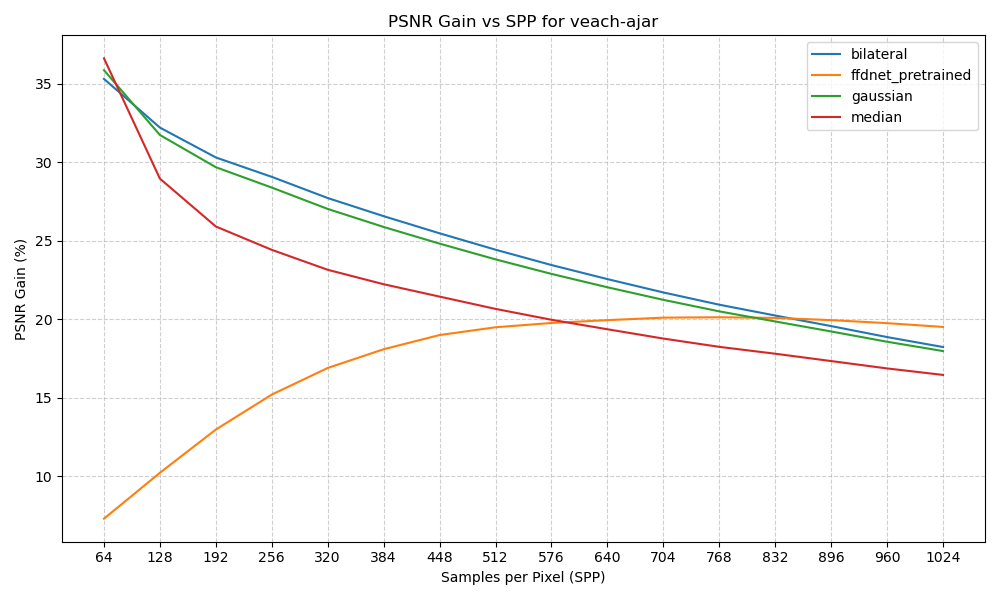 PSNR Gain vs SPP for veach-ajar
bilateral
ffdnet_pretrained
gaussian
median
PSNR Gain (%)
35
30
25
20
15
10
64 128 192 256 320 384 448 512 576 640 704 768 832 896 960 1024
Samples per Pixel (SPP)